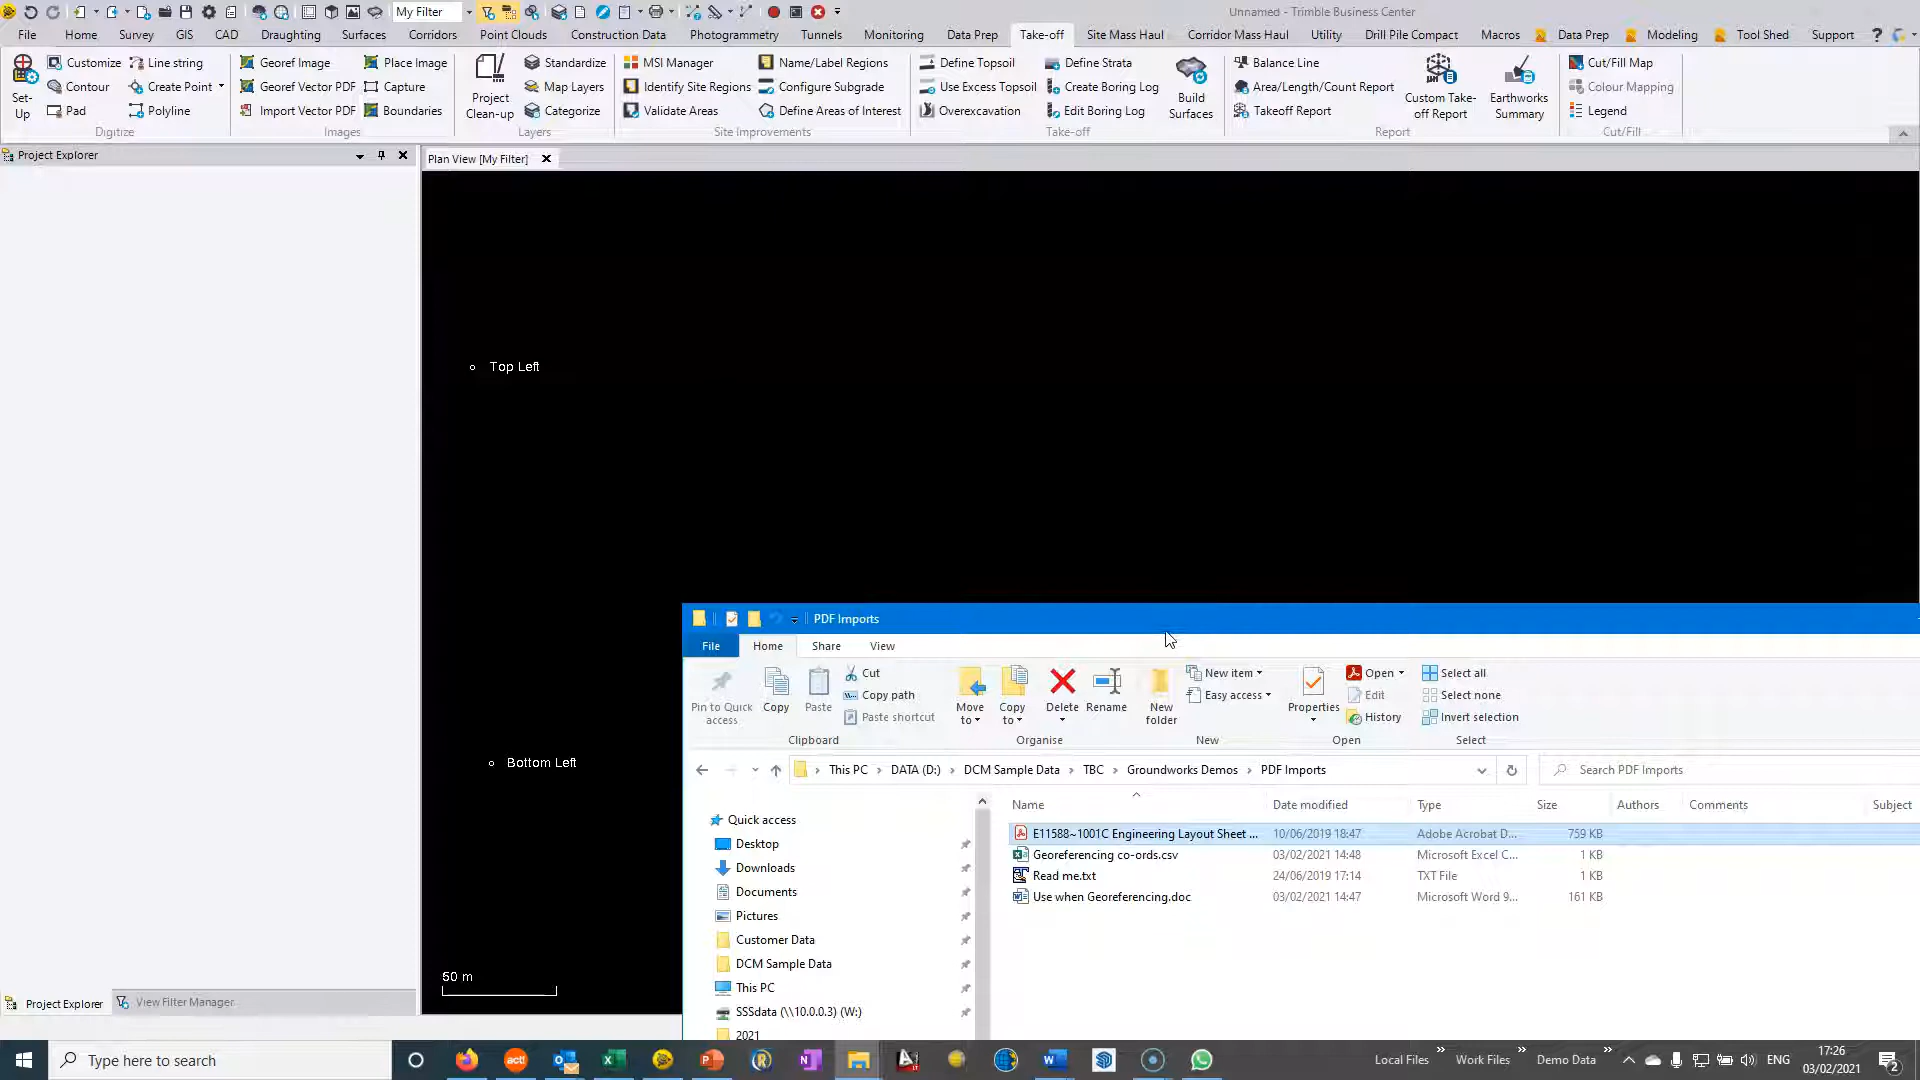 My Filter
Unnamed - Trimble Business Center
File Home Survey GIS CAD Draughting Surfaces Corridors Point Clouds Construction Data Photogrammetry Tunnels Monitoring Data Prep Take-off Site Mass Haul Corridor Mass Haul Utility Drill Pile Compact Macros Data Prep Modeling Tool Shed Support
Set-Up
Customize Line string
Contour Create Point
Pad Polyline
Digitize
Georef Image Place Image
Georef Vector PDF Capture
Import Vector PDF Boundaries
Images
Project Clean-up
Standardize
Map Layers
Categorize
Layers
MSI Manager Name/Label Regions
Identify Site Regions Configure Subgrade
Validate Areas Define Areas of Interest
Site Improvements
Define Topsoil Define Strata
Use Excess Topsoil Create Boring Log
Overexcavation Edit Boring Log
Build Surfaces
Take-off
Balance Line
Area/Length/Count Report
Takeoff Report
Custom Take-off Report
Earthworks Summary
Report
Cut/Fill Map
Colour Mapping
Legend
Cut/Fill
Project Explorer
Plan View [My Filter]
Top Left
Bottom Left
50 m
PDF Imports
File Home Share View
Pin to Quick access
Copy
Paste
Cut
Copy path
Paste shortcut
Clipboard
Move to
Copy to
Delete
Rename
Organise
New folder
New item
Easy access
New
Properties
Open
Edit
History
Open
Select all
Select none
Invert selection
Select
This PC > DATA (D:) > DCM Sample Data > TBC > Groundworks Demos > PDF Imports
Search PDF Imports
Name Date modified Type Size Authors Comments Subject
E11588~1001C Engineering Layout Sheet ... 10/06/2019 18:47 Adobe Acrobat D... 759 KB
Georeferencing co-ords.csv 03/02/2021 14:48 Microsoft Excel C... 1 KB
Read me.txt 24/06/2019 17:14 TXT File 1 KB
Use when Georeferencing.doc 03/02/2021 14:47 Microsoft Word 9... 161 KB
Quick access
Desktop
Downloads
Documents
Pictures
Customer Data
DCM Sample Data
This PC
SSSdata (\\10.0.0.3) (W:)
2021
Project Explorer View Filter Manager
Type here to search
act!
Local Files Work Files Demo Data
ENG
17:26
03/02/2021
2